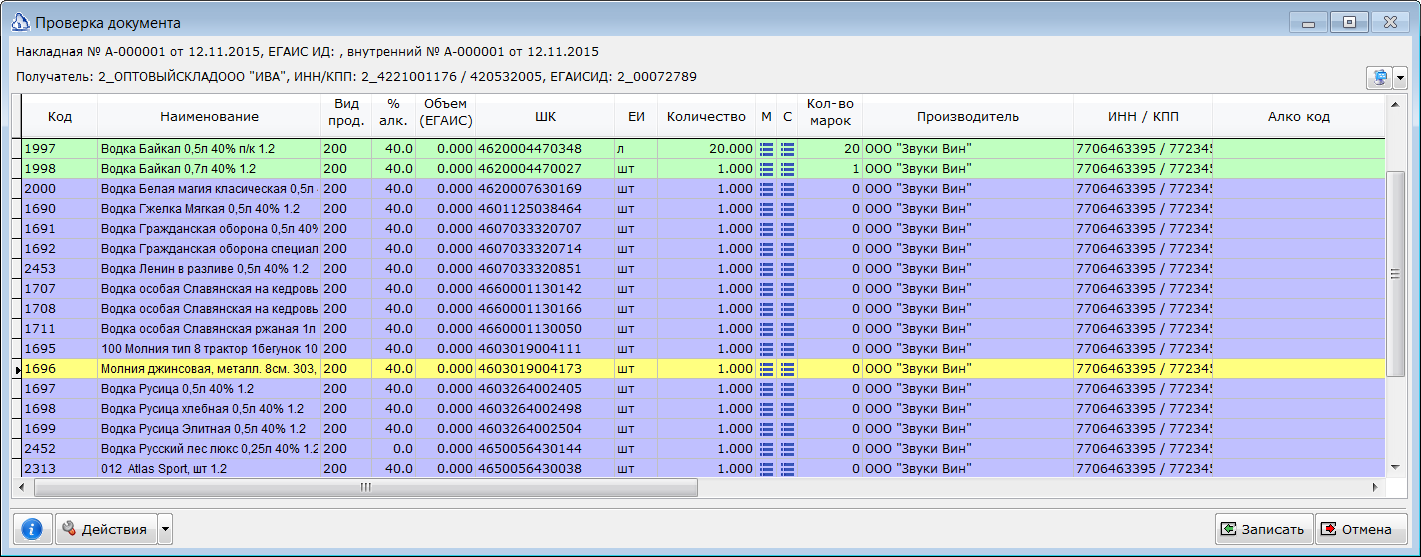 Проверка документа
Накладная № А-000001 от 12.11.2015, ЕГАИС ИД: , внутренний № А-000001 от 12.11.2015
Получатель: 2_ОПТОВЫЙСКЛАДООО "ИВА", ИНН/КПП: 2_4221001176 / 420532005, ЕГАИСИД: 2_00072789
Код Наименование Вид прод. % алк. Объем (ЕГАИС) ШК ЕИ Количество М С Кол-во марок Производитель ИНН / КПП Алко код
1997 Водка Байкал 0,5л 40% п/к 1.2 200 40.0 0.000 4620004470348 л 20.000 20 ООО "Звуки Вин" 7706463395 / 772345
1998 Водка Байкал 0,7л 40% 1.2 200 40.0 0.000 4620004470027 шт 1.000 1 ООО "Звуки Вин" 7706463395 / 772345
2000 Водка Белая магия класическая 0,5л 200 40.0 0.000 4620007630169 шт 1.000 0 ООО "Звуки Вин" 7706463395 / 772345
1690 Водка Гжелка Мягкая 0,5л 40% 1.2 200 40.0 0.000 4601125038464 шт 1.000 0 ООО "Звуки Вин" 7706463395 / 772345
1691 Водка Гражданская оборона 0,5л 40% 200 40.0 0.000 4607033320707 шт 1.000 0 ООО "Звуки Вин" 7706463395 / 772345
1692 Водка Гражданская оборона специал 200 40.0 0.000 4607033320714 шт 1.000 0 ООО "Звуки Вин" 7706463395 / 772345
2453 Водка Ленин в разливе 0,5л 40% 1.2 200 40.0 0.000 4607033320851 шт 1.000 0 ООО "Звуки Вин" 7706463395 / 772345
1707 Водка особая Славянская на кедровы 200 40.0 0.000 4660001130142 шт 1.000 0 ООО "Звуки Вин" 7706463395 / 772345
1708 Водка особая Славянская на кедровы 200 40.0 0.000 4660001130166 шт 1.000 0 ООО "Звуки Вин" 7706463395 / 772345
1711 Водка особая Славянская ржаная 1л 200 40.0 0.000 4660001130050 шт 1.000 0 ООО "Звуки Вин" 7706463395 / 772345
1695 100 Молния тип 8 трактор 1бегунок 10 200 40.0 0.000 4603019004111 шт 1.000 0 ООО "Звуки Вин" 7706463395 / 772345
1696 Молния джинсовая, металл. 8см. 303, 200 40.0 0.000 4603019004173 шт 1.000 0 ООО "Звуки Вин" 7706463395 / 772345
1697 Водка Русица 0,5л 40% 1.2 200 40.0 0.000 4603264002405 шт 1.000 0 ООО "Звуки Вин" 7706463395 / 772345
1698 Водка Русица хлебная 0,5л 40% 1.2 200 40.0 0.000 4603264002498 шт 1.000 0 ООО "Звуки Вин" 7706463395 / 772345
1699 Водка Русица Элитная 0,5л 40% 1.2 200 40.0 0.000 4603264002504 шт 1.000 0 ООО "Звуки Вин" 7706463395 / 772345
2452 Водка Русский лес люкс 0,25л 40% 1.2 200 0.0 0.000 4650056430144 шт 1.000 0 ООО "Звуки Вин" 7706463395 / 772345
2313 012 Atlas Sport, шт 1.2 200 40.0 0.000 4650056430038 шт 1.000 0 ООО "Звуки Вин" 7706463395 / 772345
Действия Записать Отмена